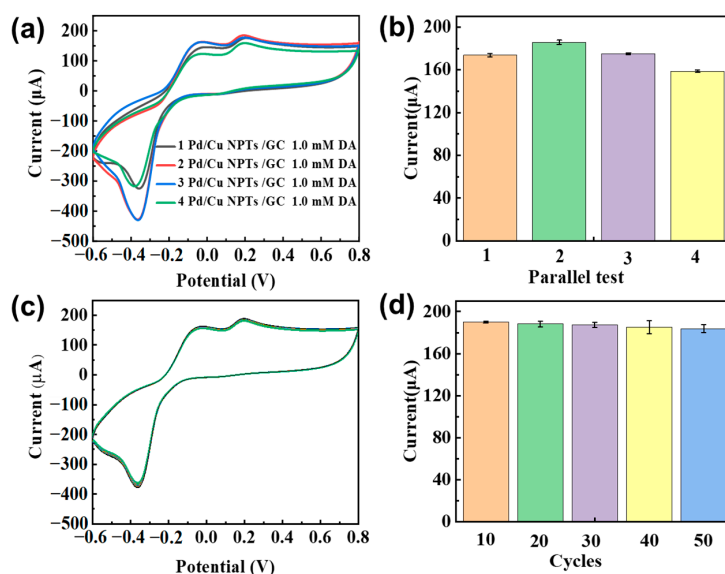 (a)
200
100
0
−100
−200
−300
−400
−500
Current (μA)
1 Pd/Cu NPTs /GC 1.0 mM DA
2 Pd/Cu NPTs /GC 1.0 mM DA
3 Pd/Cu NPTs /GC 1.0 mM DA
4 Pd/Cu NPTs /GC 1.0 mM DA
−0.6 −0.4 −0.2 0.0 0.2 0.4 0.6 0.8
Potential (V)
(b)
200
160
120
80
40
0
Current(μA)
1 2 3 4
Parallel test
(c)
200
100
0
−100
−200
−300
−400
−500
Current (μA)
−0.6 −0.4 −0.2 0.0 0.2 0.4 0.6 0.8
Potential (V)
(d)
180
120
60
0
Current(μA)
10 20 30 40 50
Cycles